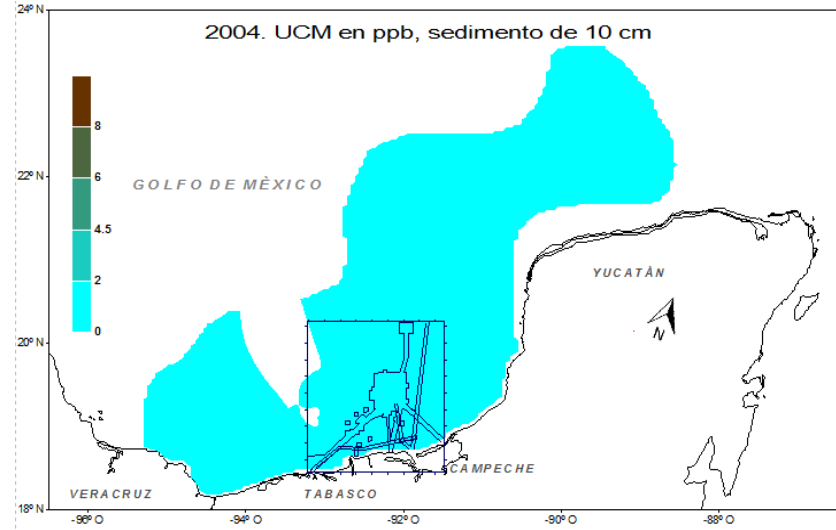 24º N
2004. UCM en ppb, sedimento de 10 cm
8
6
4.5
2
0
22º N
GOLFO DE MÈXICO
YUCATÀN
N
20º N
CAMPECHE
VERACRUZ
TABASCO
18º N
-96º O
-94º O
-92º O
-90º O
-88º O